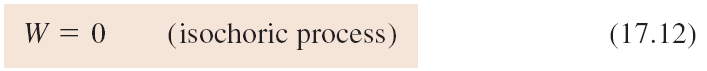 W = 0 (isochoric process) (17.12)